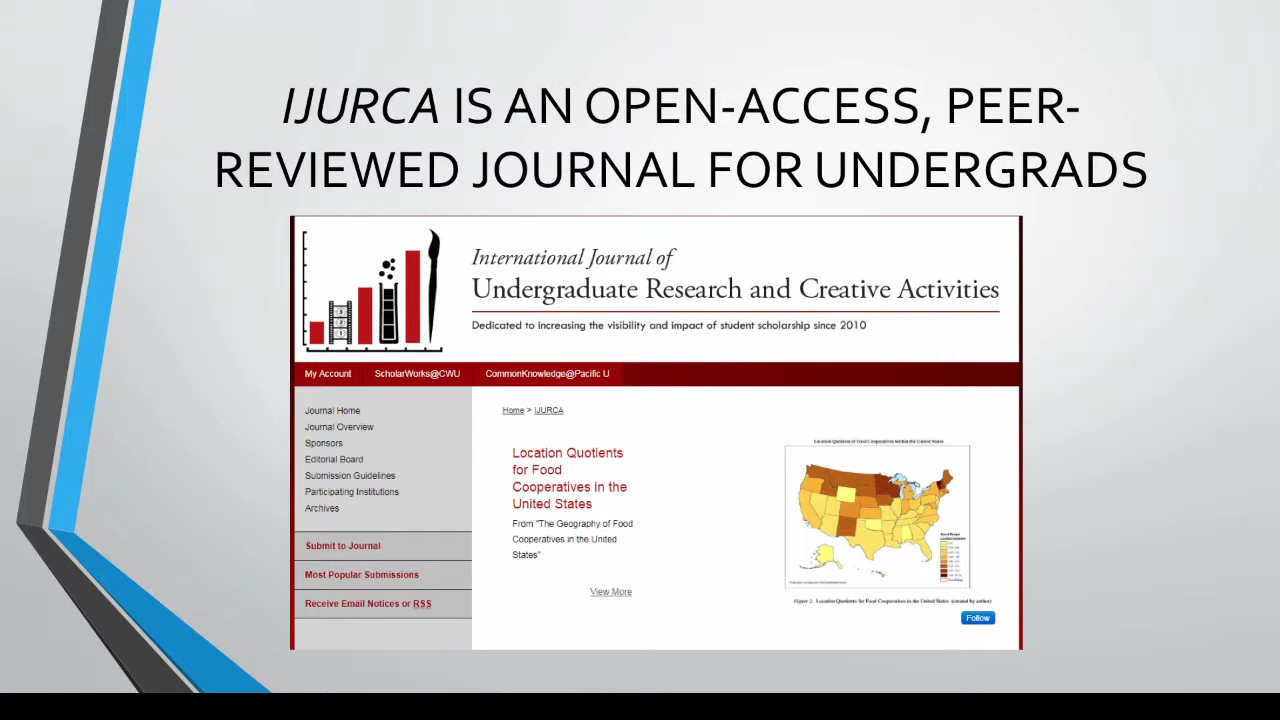 IJURCA IS AN OPEN-ACCESS, PEER-
REVIEWED JOURNAL FOR UNDERGRADS
International Journal of
Undergraduate Research and Creative Activities
Dedicated to increasing the visibility and impact of student scholarship since 2010
My Account ScholarWorks@CWU CommonKnowledge@Pacific U
Journal Home
Journal Overview
Sponsors
Editorial Board
Submission Guidelines
Participating Institutions
Archives
Submit to Journal
Most Popular Submissions
Receive Email Notices or RSS
Home > IJURCA
Location Quotients
for Food
Cooperatives in the
United States
From "The Geography of Food
Cooperatives in the United
States"
View More
Location Quotients of Food Cooperatives within the United States
Figure 2. Location Quotients for Food Cooperatives in the United States (created by author)
Follow